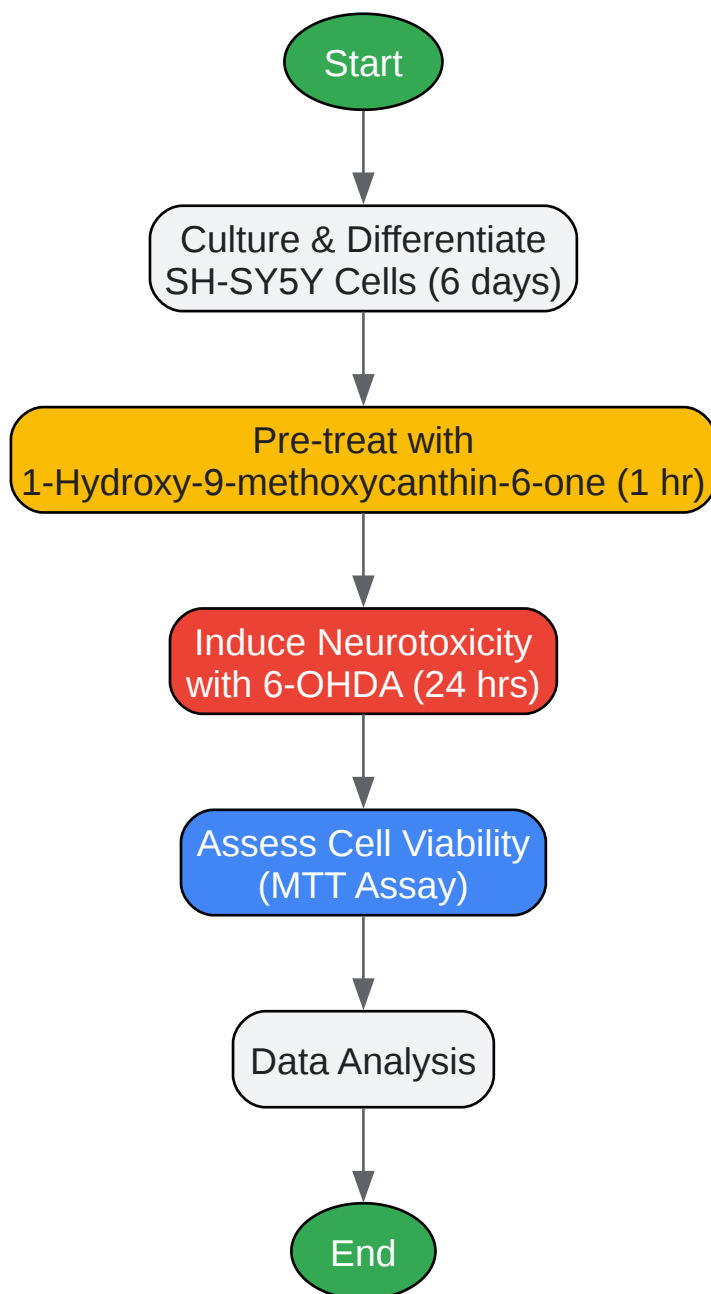 Start
Culture & Differentiate
SH-SY5Y Cells (6 days)
Pre-treat with
1-Hydroxy-9-methoxycanthin-6-one (1 hr)
Induce Neurotoxicity
with 6-OHDA (24 hrs)
Assess Cell Viability
(MTT Assay)
Data Analysis
End